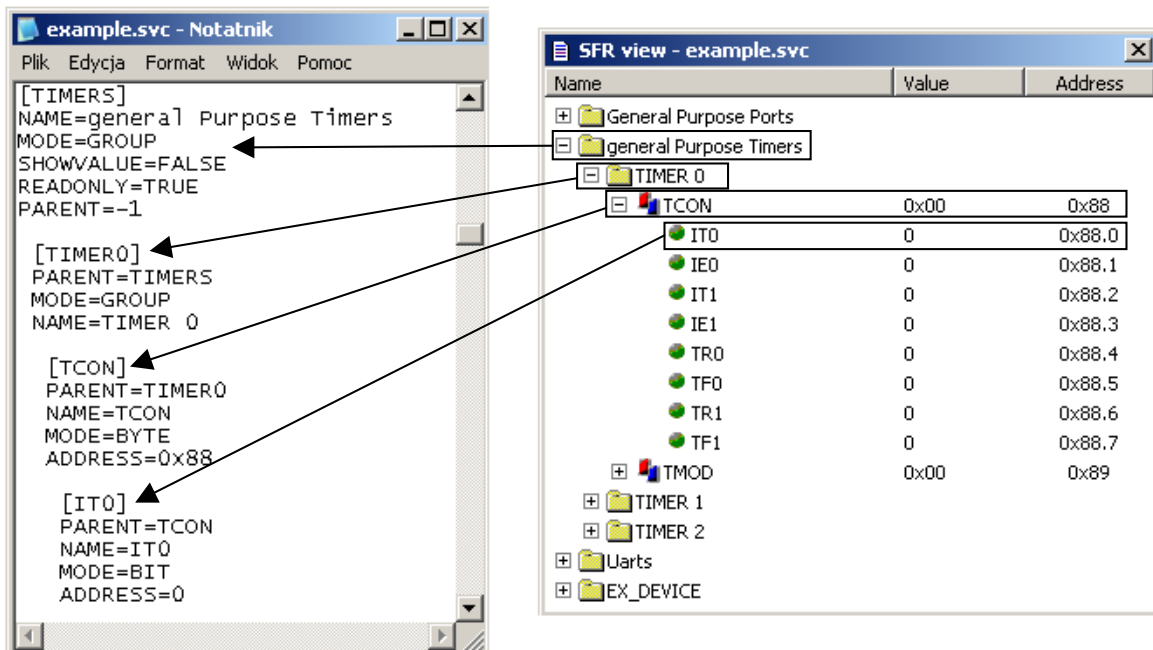 example.svc - Notatnik
Plik Edycja Format Widok Pomoc
[TIMERS]
NAME=general Purpose Timers
MODE=GROUP
SHOWVALUE=FALSE
READONLY=TRUE
PARENT=-1
[TIMER0]
PARENT=TIMERS
MODE=GROUP
NAME=TIMER 0
[TCON]
PARENT=TIMER0
NAME=TCON
MODE=BYTE
ADDRESS=0x88
[IT0]
PARENT=TCON
NAME=IT0
MODE=BIT
ADDRESS=0
SFR view - example.svc
Name Value Address
General Purpose Ports
general Purpose Timers
TIMER 0
TCON 0x00 0x88
IT0 0 0x88.0
IE0 0 0x88.1
IT1 0 0x88.2
IE1 0 0x88.3
TR0 0 0x88.4
TF0 0 0x88.5
TR1 0 0x88.6
TF1 0 0x88.7
TMOD 0x00 0x89
TIMER 1
TIMER 2
Uarts
EX_DEVICE